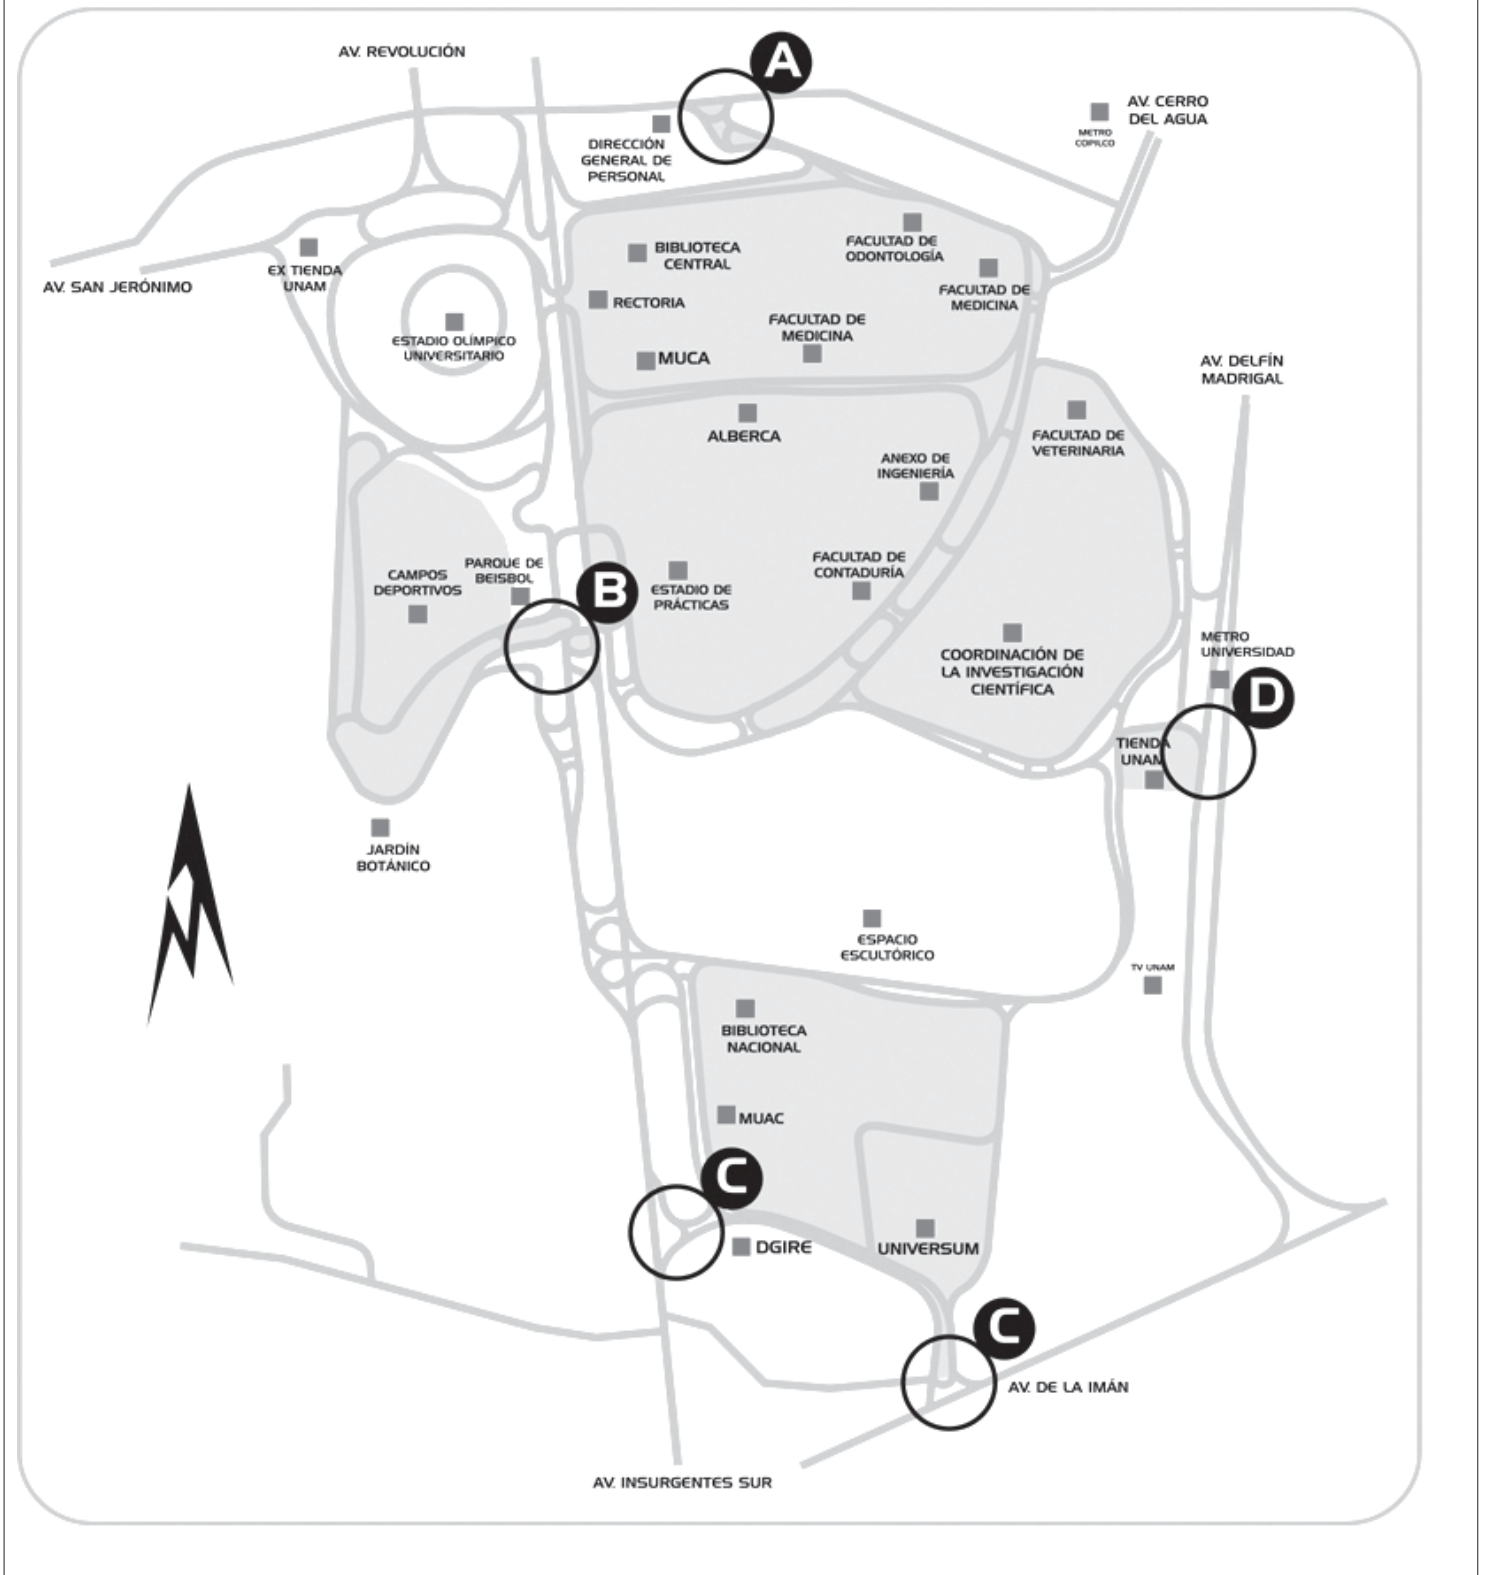 AV. REVOLUCIÓN
A
AV. CERRO
DEL AGUA
METRO
COPILCO
DIRECCIÓN
GENERAL DE
PERSONAL
BIBLIOTECA
CENTRAL
FACULTAD DE
ODONTOLOGÍA
EX TIENDA
UNAM
AV. SAN JERÓNIMO
RECTORIA
FACULTAD DE
MEDICINA
FACULTAD DE
MEDICINA
ESTADIO OLÍMPICO
UNIVERSITARIO
MUCA
AV. DELFÍN
MADRIGAL
ALBERCA
FACULTAD DE
VETERINARIA
ANEXO DE
INGENIERÍA
PARQUE DE
BEISBOL
CAMPOS
DEPORTIVOS
B
ESTADIO DE
PRÁCTICAS
FACULTAD DE
CONTADURÍA
COORDINACIÓN DE
LA INVESTIGACIÓN
CIENTÍFICA
METRO
UNIVERSIDAD
D
TIENDA
UNAM
JARDÍN
BOTÁNICO
ESPACIO
ESCULTÓRICO
TV UNAM
BIBLIOTECA
NACIONAL
MUAC
C
DGIRE
UNIVERSUM
C
AV. DE LA IMÁN
AV. INSURGENTES SUR